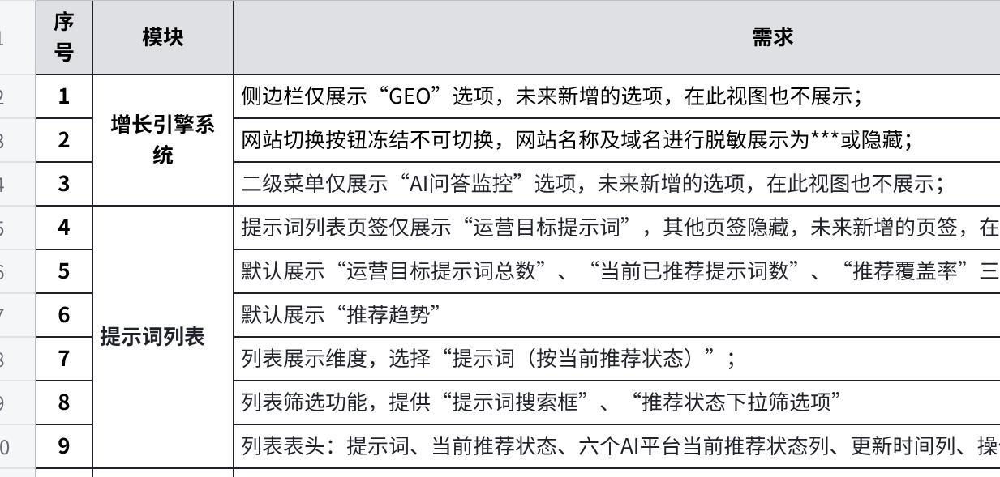 序
号
模块
需求
1
增长引擎系
统
侧边栏仅展示“GEO”选项，未来新增的选项，在此视图也不展示；
2
网站切换按钮冻结不可切换，网站名称及域名进行脱敏展示为***或隐藏；
3
二级菜单仅展示“AI问答监控”选项，未来新增的选项，在此视图也不展示；
4
提示词列表页签仅展示“运营目标提示词”，其他页签隐藏，未来新增的页签，在
5
默认展示“运营目标提示词总数”、“当前已推荐提示词数”、“推荐覆盖率”三
6
默认展示“推荐趋势”
提示词列表
7
列表展示维度，选择“提示词（按当前推荐状态）”；
8
列表筛选功能，提供“提示词搜索框”、“推荐状态下拉筛选项”
9
列表表头：提示词、当前推荐状态、六个AI平台当前推荐状态列、更新时间列、操